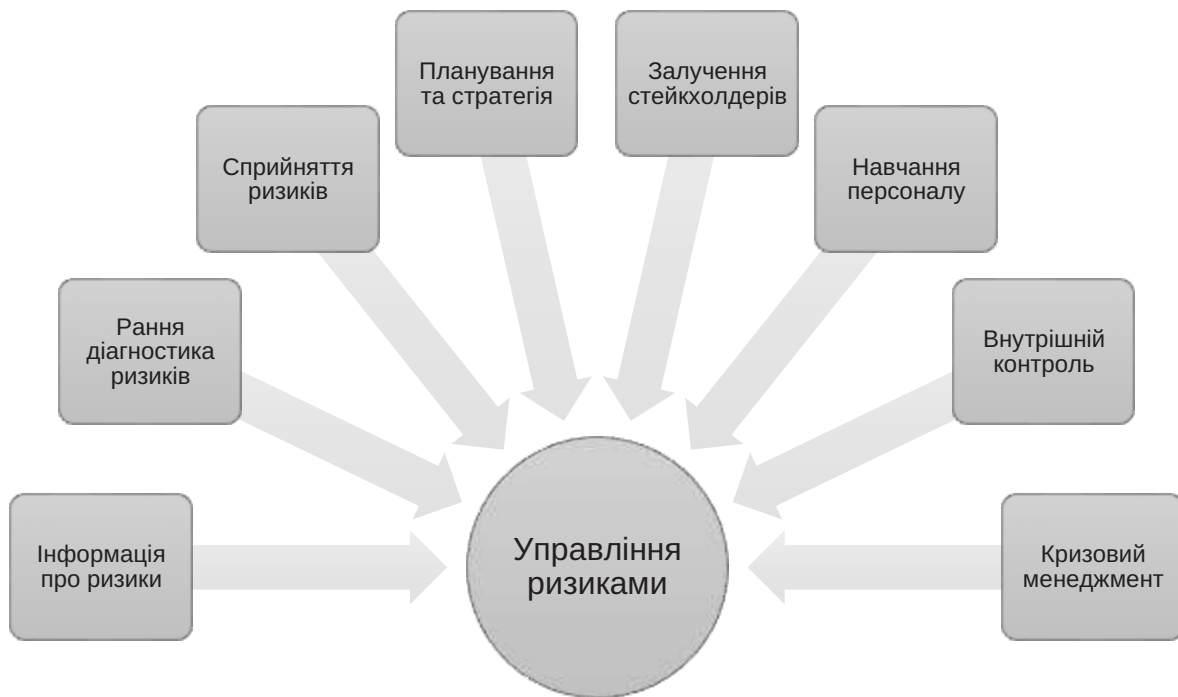 Планування
та стратегія
Залучення
стейкхолдерів
Сприйняття
ризиків
Навчання
персоналу
Рання
діагностика
ризиків
Внутрішній
контроль
Інформація
про ризики
Управління
ризиками
Кризовий
менеджмент